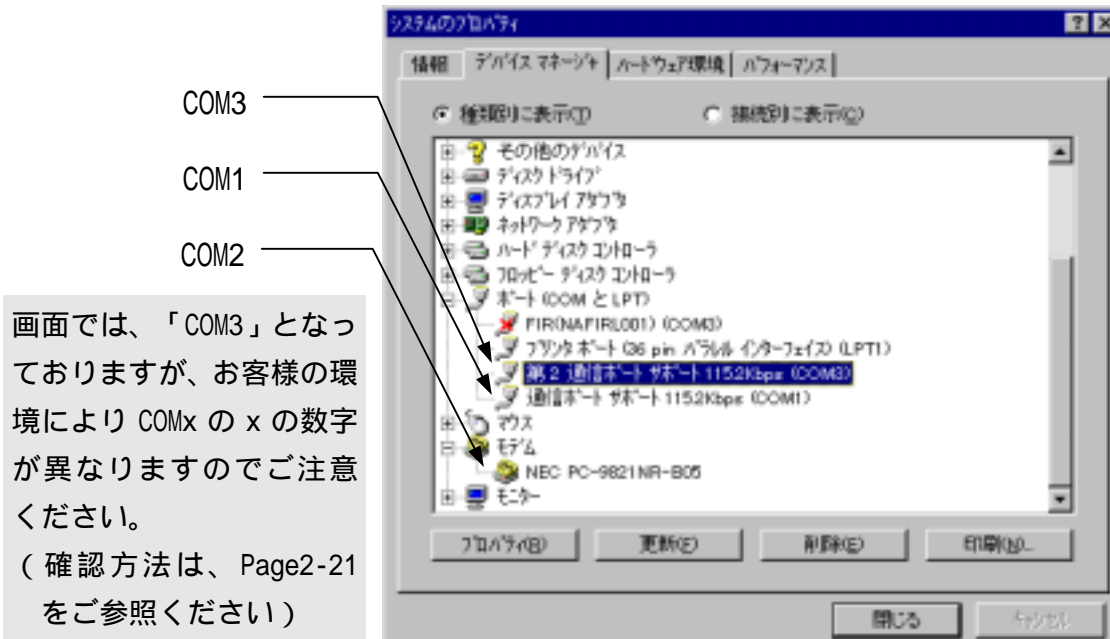 COM3
COM1
COM2
画面では、「COM3」となっ
ておりますが、お客様の環
境により COMx の x の数字
が異なりますのでご注意
ください。
(確認方法は、Page2-21
をご参照ください)
システムのプロパティ
情報 デバイス マネージャ ハードウェア環境 パフォーマンス
種類別に表示(T) 接続別に表示(C)
その他のデバイス
ディスク ドライブ
ディスプレイ アダプタ
ネットワーク アダプタ
ハード ディスク コントローラ
フロッピー ディスク コントローラ
ポート (COM と LPT)
FIR(NAFIRL001) (COM3)
プリンタ ポート (36 pin パラレル インターフェイス) (LPT1)
第 2 通信ポート サポート 115.2Kbps (COM3)
通信ポート サポート 115.2Kbps (COM1)
マウス
モデム
NEC PC-9821NR-B05
モニター
プロパティ(R) 更新(F) 削除(E) 印刷(N)...
閉じる キャンセル